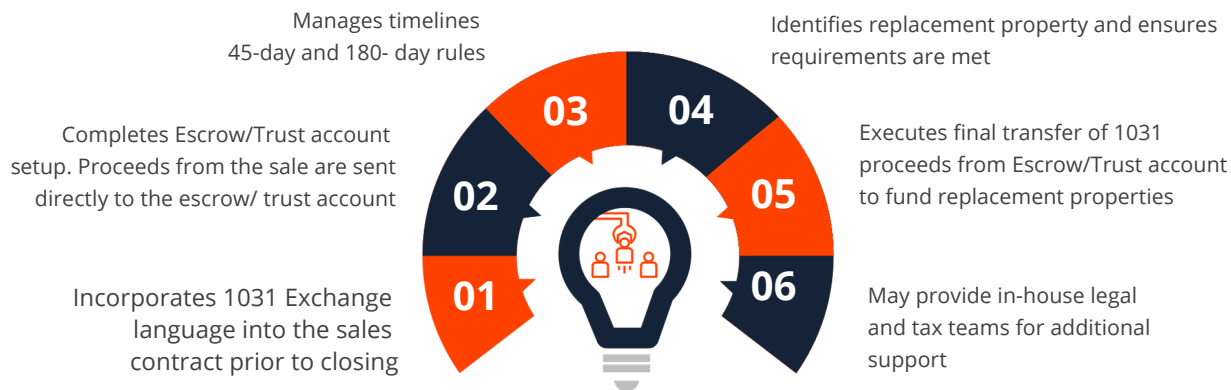 01
Incorporates 1031 Exchange
language into the sales
contract prior to closing
02
Completes Escrow/Trust account
setup. Proceeds from the sale are sent
directly to the escrow/ trust account
03
Manages timelines
45-day and 180- day rules
04
Identifies replacement property and ensures
requirements are met
05
Executes final transfer of 1031
proceeds from Escrow/Trust account
to fund replacement properties
06
May provide in-house legal
and tax teams for additional
support